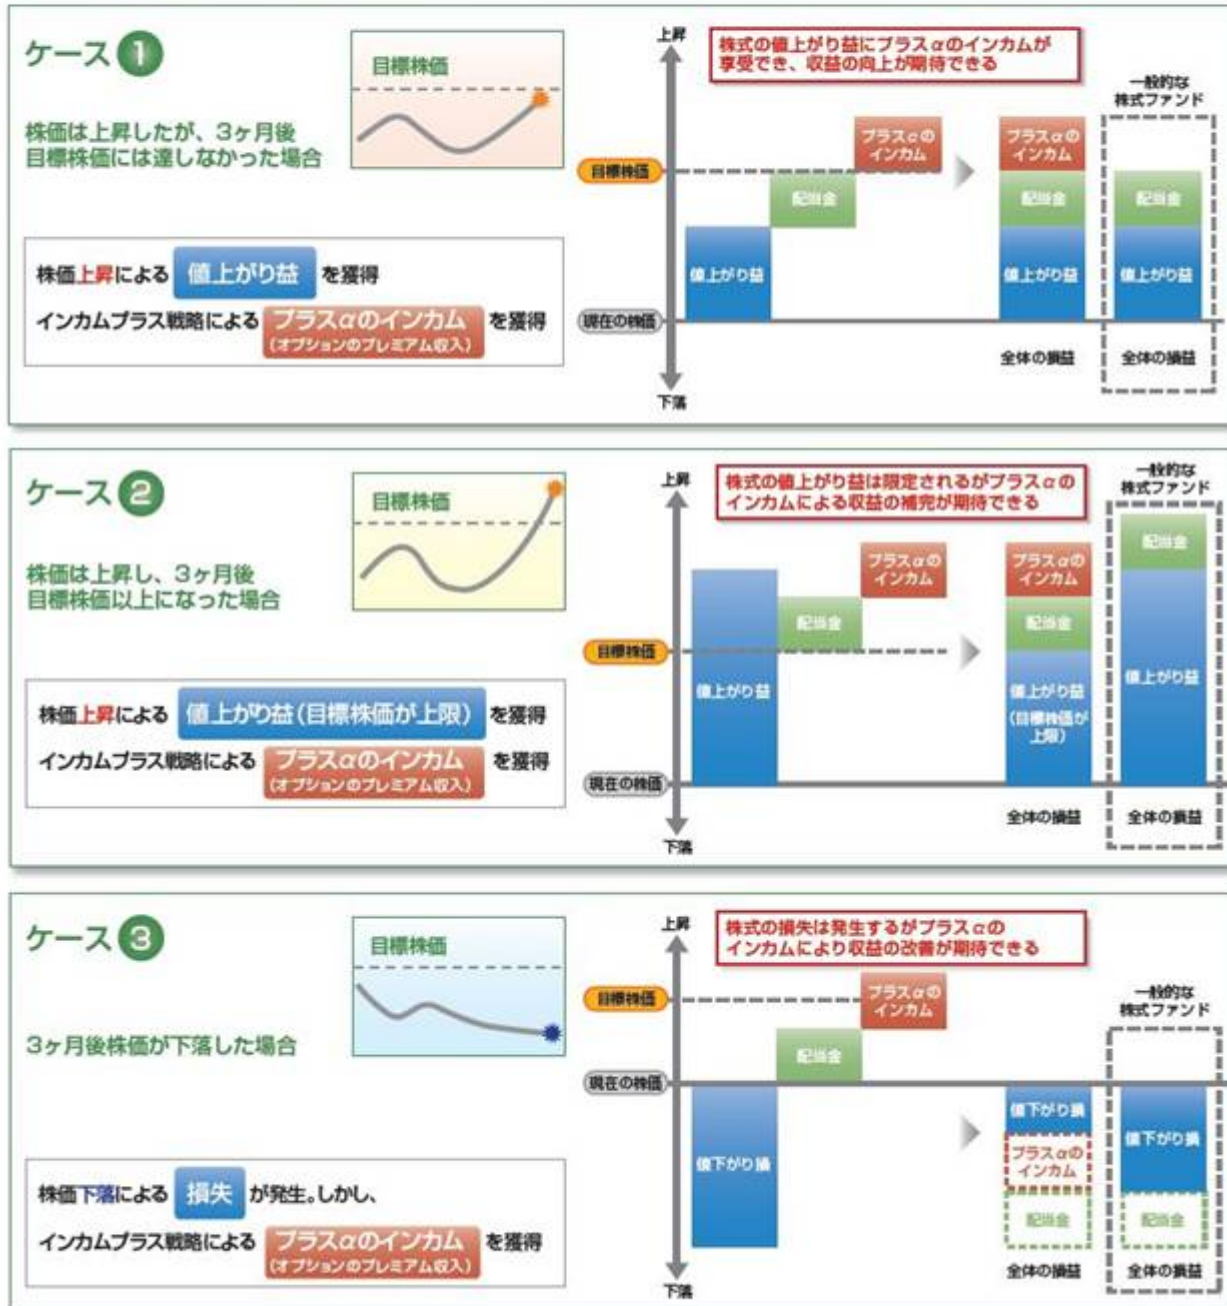 ケース 1
株価は上昇したが、3ヶ月後
目標株価には達しなかった場合
目標株価
株価上昇による 値上がり益 を獲得
インカムプラス戦略による プラスαのインカム を獲得
(オプションのプレミアム収入)
上昇
株式の値上がり益にプラスαのインカムが
享受でき、収益の向上が期待できる
一般的な
株式ファンド
目標株価
現在の株価
下落
値上がり益
配当金
プラスαの
インカム
プラスαの
インカム
配当金
値上がり益
全体の損益
配当金
値上がり益
全体の損益
ケース 2
株価は上昇し、3ヶ月後
目標株価以上になった場合
目標株価
株価上昇による 値上がり益(目標株価が上限) を獲得
インカムプラス戦略による プラスαのインカム を獲得
(オプションのプレミアム収入)
上昇
株式の値上がり益は限定されるがプラスαの
インカムによる収益の補完が期待できる
一般的な
株式ファンド
目標株価
現在の株価
下落
値上がり益
配当金
プラスαの
インカム
プラスαの
インカム
配当金
値上がり益
(目標株価が
上限)
全体の損益
配当金
値上がり益
全体の損益
ケース 3
3ヶ月後株価が下落した場合
目標株価
株価下落による 損失 が発生。しかし、
インカムプラス戦略による プラスαのインカム を獲得
(オプションのプレミアム収入)
上昇
株式の損失は発生するがプラスαの
インカムにより収益の改善が期待できる
一般的な
株式ファンド
目標株価
現在の株価
下落
値下がり損
配当金
プラスαの
インカム
値下がり損
プラスαの
インカム
配当金
全体の損益
値下がり損
配当金
全体の損益